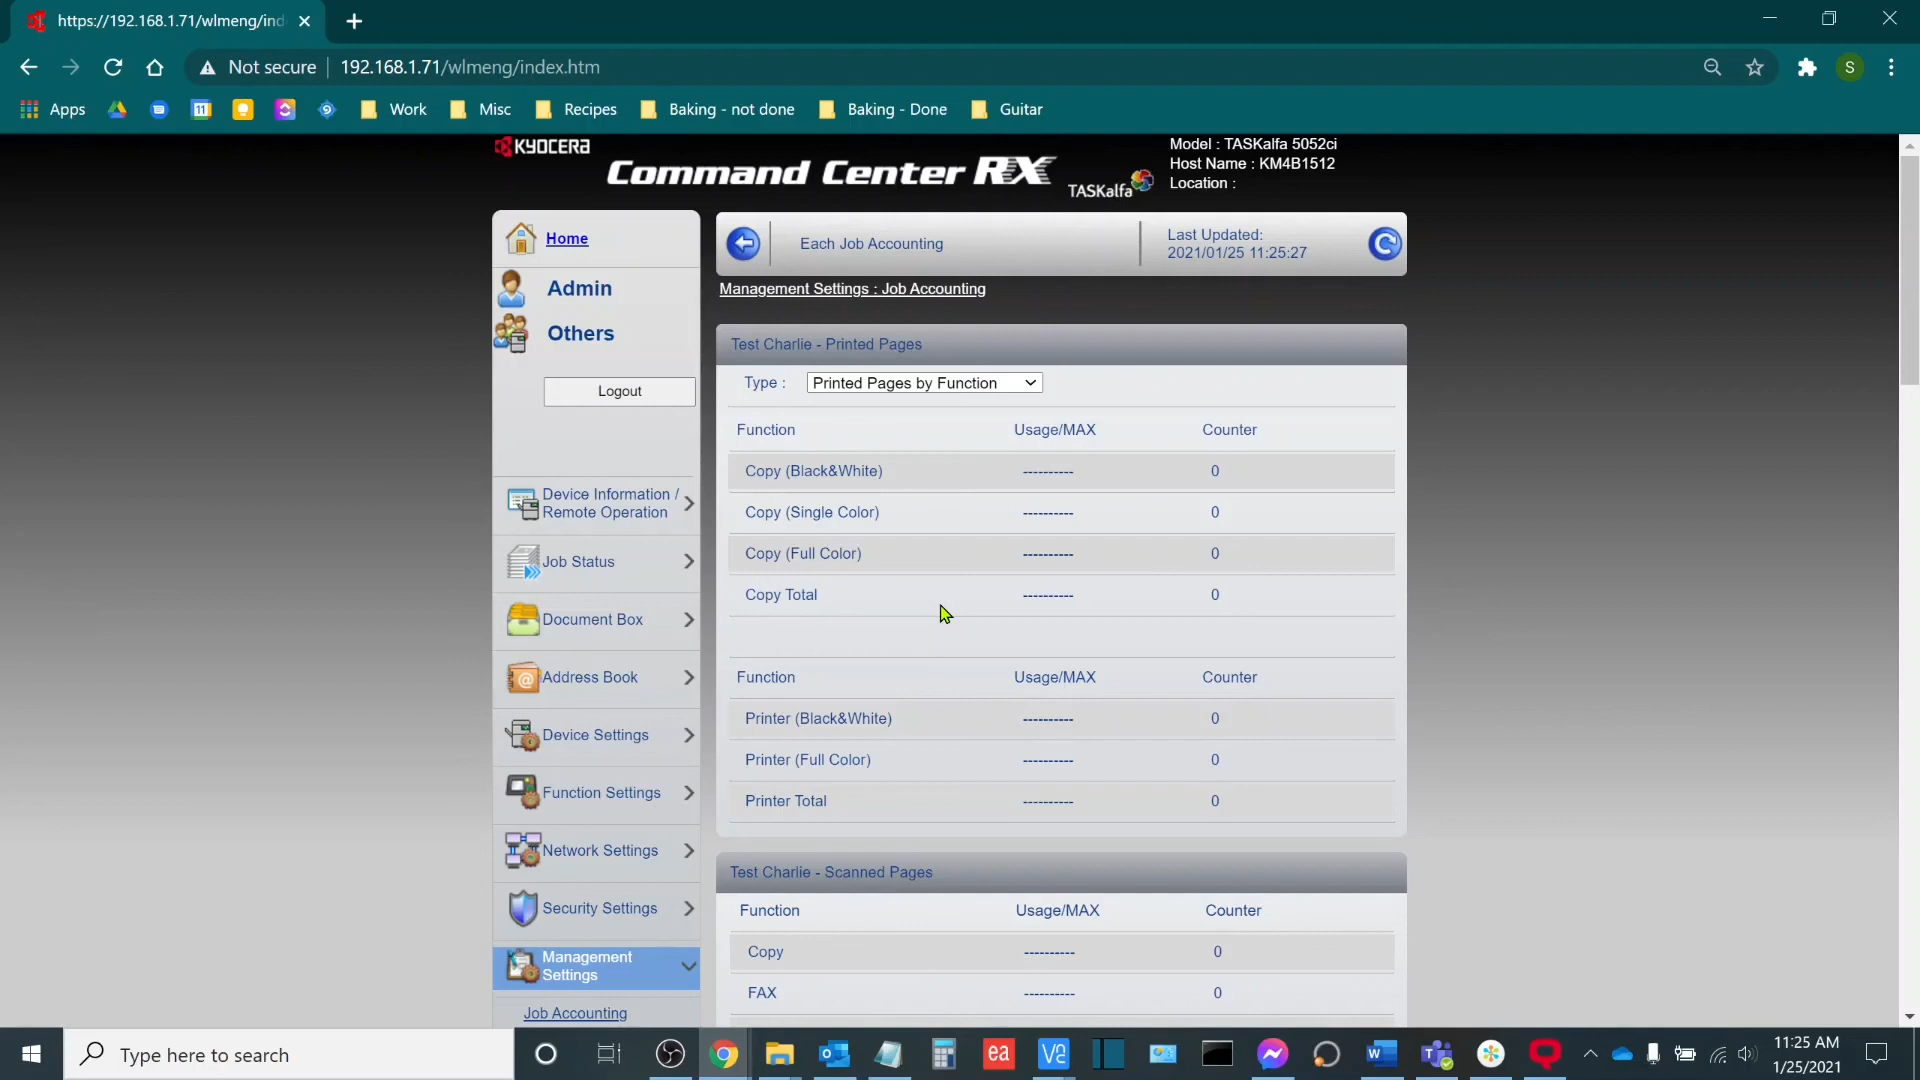 https://192.168.1.71/wlmeng/ind
Not secure 192.168.1.71/wlmeng/index.htm
S
Apps 11 Work Misc Recipes Baking - not done Baking - Done Guitar
KYOCERA
Command Center RX
TASKalfa
Model : TASKalfa 5052ci
Host Name : KM4B1512
Location :
Home
Admin
Others
Logout
Device Information /
Remote Operation
Job Status
Document Box
Address Book
Device Settings
Function Settings
Network Settings
Security Settings
Management
Settings
Job Accounting
Each Job Accounting
Last Updated:
2021/01/25 11:25:27
Management Settings : Job Accounting
Test Charlie - Printed Pages
Type : Printed Pages by Function
Function Usage/MAX Counter
Copy (Black&White) ---------- 0
Copy (Single Color) ---------- 0
Copy (Full Color) ---------- 0
Copy Total ---------- 0
Function Usage/MAX Counter
Printer (Black&White) ---------- 0
Printer (Full Color) ---------- 0
Printer Total ---------- 0
Test Charlie - Scanned Pages
Function Usage/MAX Counter
Copy ---------- 0
FAX ---------- 0
Type here to search
ea
11:25 AM
1/25/2021